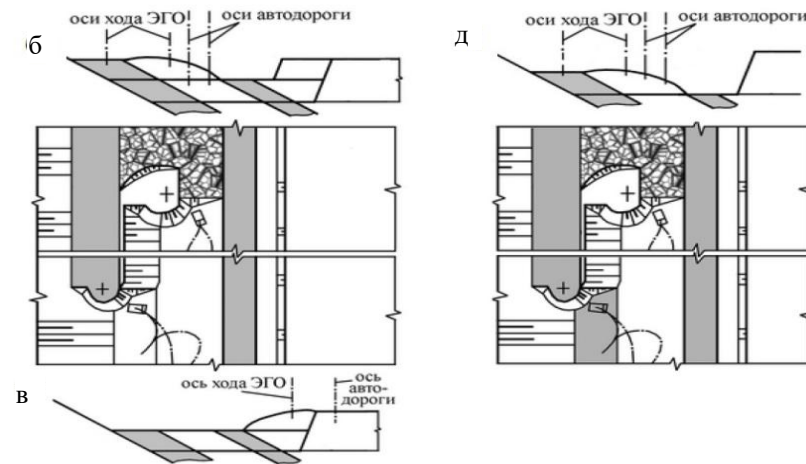 б
оси хода ЭГО
оси автодороги
д
оси хода ЭГО
оси автодороги
в
ось хода ЭГО
ось
авто-
дороги